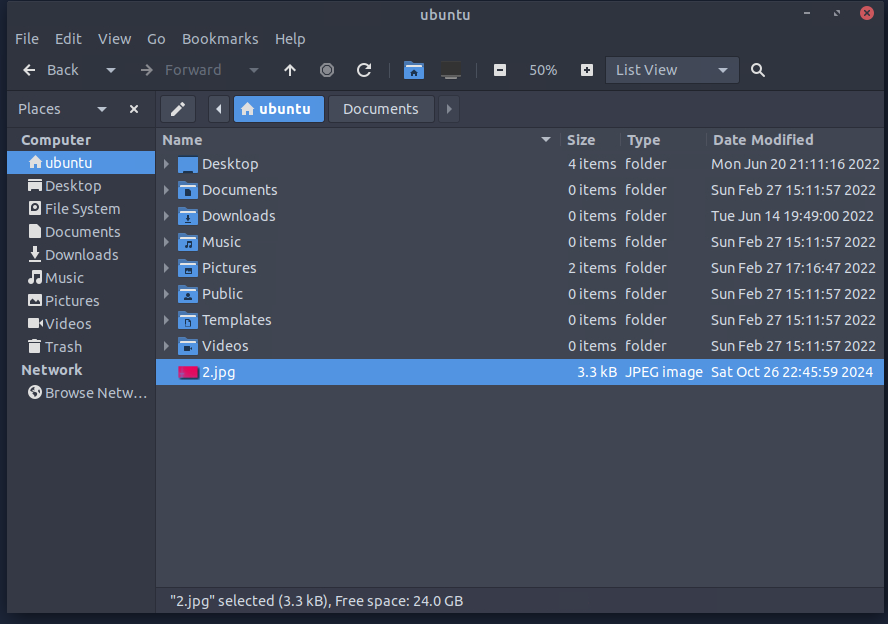 ubuntu
File Edit View Go Bookmarks Help
Back Forward 50% List View
Places ubuntu Documents
Computer
ubuntu
Desktop
File System
Documents
Downloads
Music
Pictures
Videos
Trash
Network
Browse Netw...
Name Size Type Date Modified
Desktop 4 items folder Mon Jun 20 21:11:16 2022
Documents 0 items folder Sun Feb 27 15:11:57 2022
Downloads 0 items folder Tue Jun 14 19:49:00 2022
Music 0 items folder Sun Feb 27 15:11:57 2022
Pictures 2 items folder Sun Feb 27 17:16:47 2022
Public 0 items folder Sun Feb 27 15:11:57 2022
Templates 0 items folder Sun Feb 27 15:11:57 2022
Videos 0 items folder Sun Feb 27 15:11:57 2022
2.jpg 3.3 kB JPEG image Sat Oct 26 22:45:59 2024
"2.jpg" selected (3.3 kB), Free space: 24.0 GB